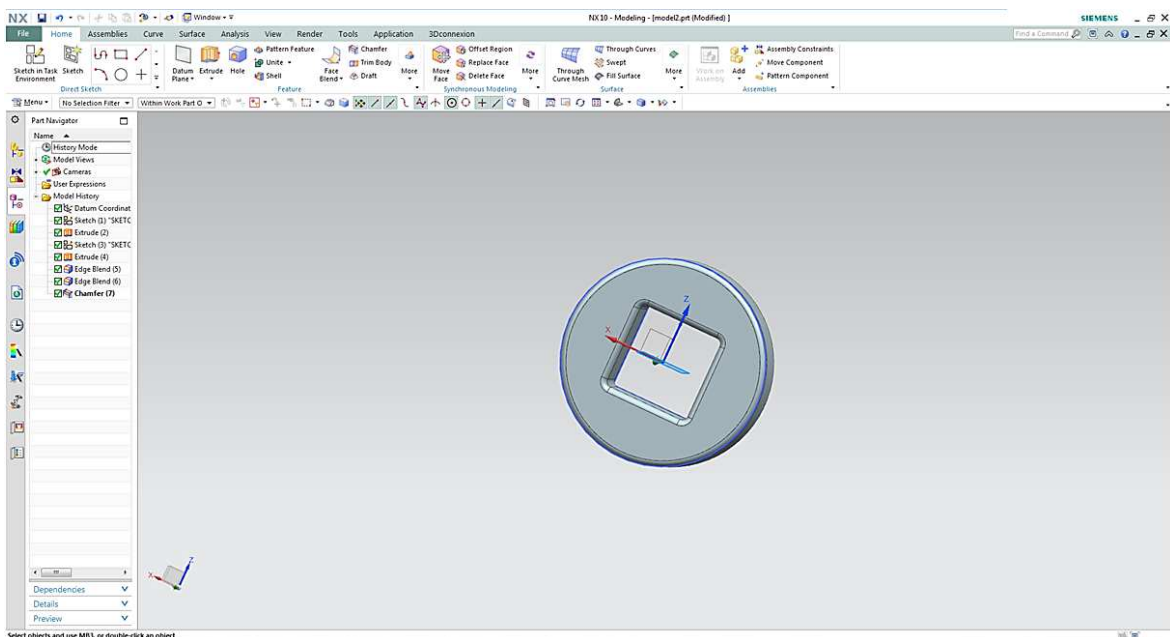 NX
Window
NX 10 - Modeling - [model2.prt (Modified) ]
SIEMENS
File Home Assemblies Curve Surface Analysis View Render Tools Application 3Dconnexion
Find a Command
Sketch in Task Environment
Sketch
Direct Sketch
Datum Plane
Extrude
Hole
Pattern Feature
Unite
Shell
Face Blend
Chamfer
Trim Body
Draft
More
Feature
Move Face
Offset Region
Replace Face
Delete Face
More
Synchronous Modeling
Through Curve Mesh
Through Curves
Swept
Fill Surface
More
Surface
Work on Assembly
Add
Assembly Constraints
Move Component
Pattern Component
Assemblies
Menu
No Selection Filter
Within Work Part O
Part Navigator
Name
History Mode
Model Views
Cameras
User Expressions
Model History
Datum Coordinat
Sketch (1) "SKETC
Extrude (2)
Sketch (3) "SKETC
Extrude (4)
Edge Blend (5)
Edge Blend (6)
Chamfer (7)
Z
X
Z
X
Dependencies
Details
Preview
Select objects and use MB3, or double-click an object